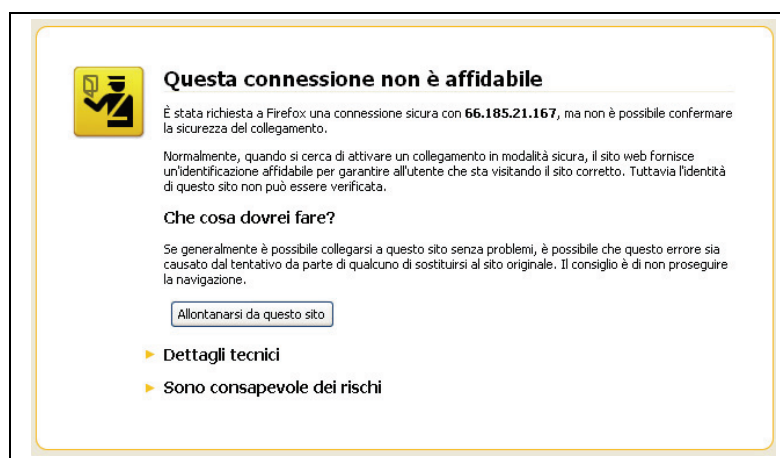 Questa connessione non è affidabile
È stata richiesta a Firefox una connessione sicura con 66.185.21.167, ma non è possibile confermare
la sicurezza del collegamento.
Normalmente, quando si cerca di attivare un collegamento in modalità sicura, il sito web fornisce
un'identificazione affidabile per garantire all'utente che sta visitando il sito corretto. Tuttavia l'identità
di questo sito non può essere verificata.
Che cosa dovrei fare?
Se generalmente è possibile collegarsi a questo sito senza problemi, è possibile che questo errore sia
causato dal tentativo da parte di qualcuno di sostituirsi al sito originale. Il consiglio è di non proseguire
la navigazione.
Allontanarsi da questo sito
Dettagli tecnici
Sono consapevole dei rischi